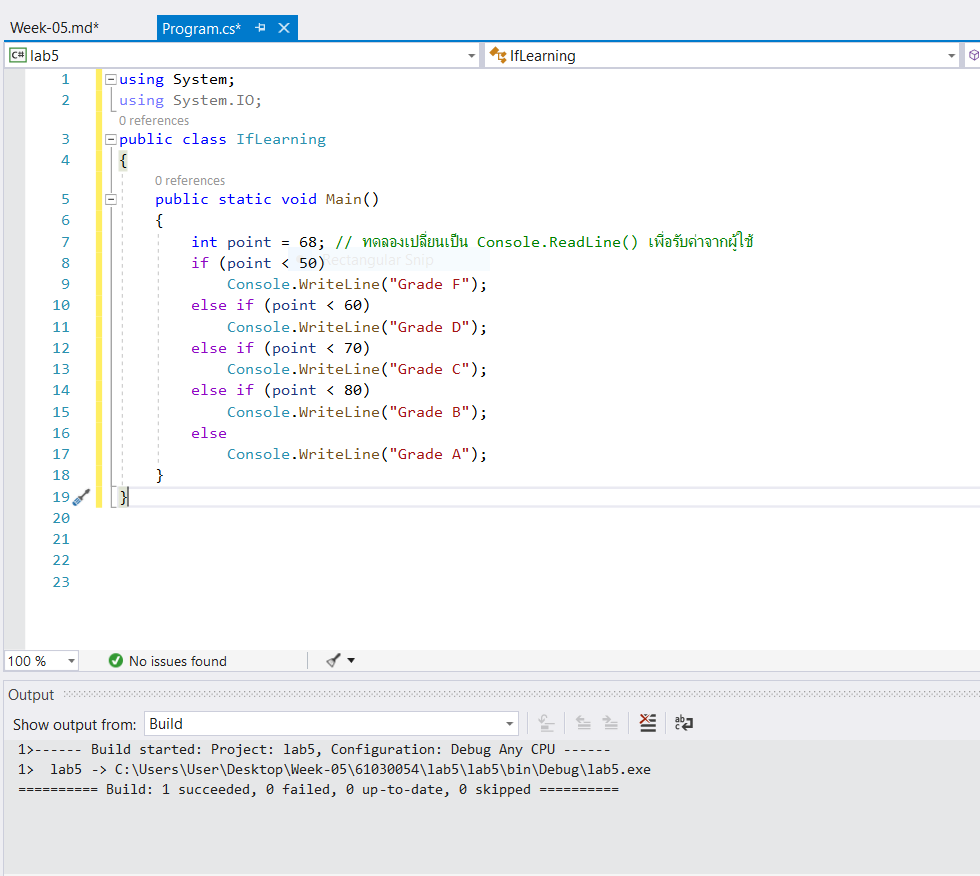 Week-05.md*
Program.cs*
C# lab5
IfLearning
1 using System;
2 using System.IO;
0 references
3 public class IfLearning
4 {
0 references
5 public static void Main()
6 {
7 int point = 68; // ทดลองเปลี่ยนเป็น Console.ReadLine() เพื่อรับค่าจากผู้ใช้
Rectangular Snip
8 if (point < 50)
9 Console.WriteLine("Grade F");
10 else if (point < 60)
11 Console.WriteLine("Grade D");
12 else if (point < 70)
13 Console.WriteLine("Grade C");
14 else if (point < 80)
15 Console.WriteLine("Grade B");
16 else
17 Console.WriteLine("Grade A");
18 }
19 }
20
21
22
23
100 %
No issues found
Output
Show output from: Build
1>------ Build started: Project: lab5, Configuration: Debug Any CPU ------
1>  lab5 -> C:\Users\User\Desktop\Week-05\61030054\lab5\lab5\bin\Debug\lab5.exe
========== Build: 1 succeeded, 0 failed, 0 up-to-date, 0 skipped ==========